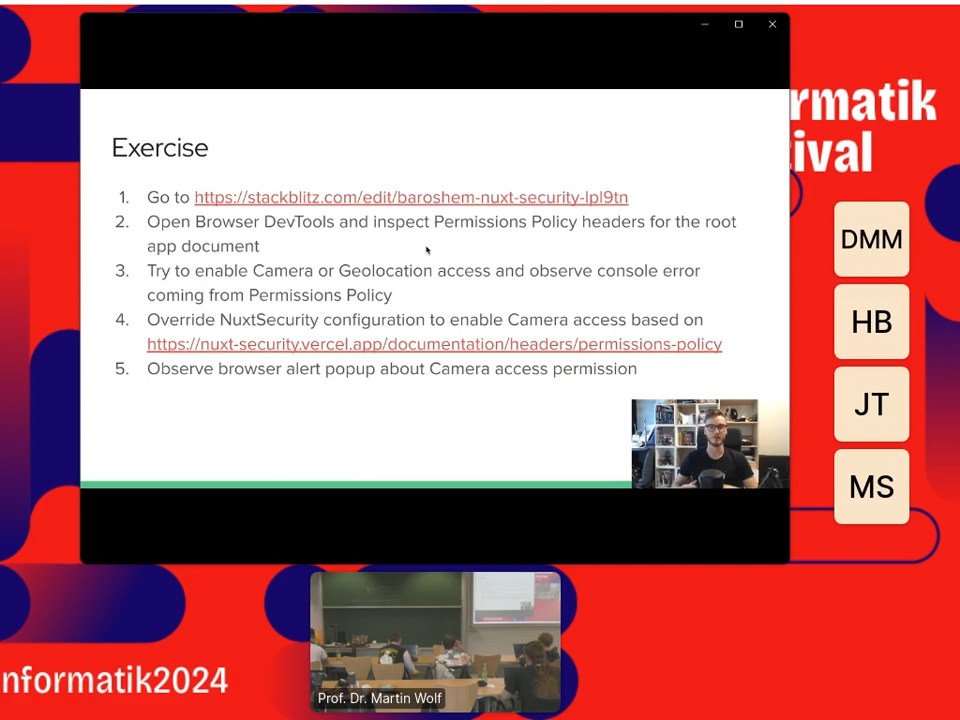 Exercise
1. Go to https://stackblitz.com/edit/baroshem-nuxt-security-lpl9tn
2. Open Browser DevTools and inspect Permissions Policy headers for the root
app document
3. Try to enable Camera or Geolocation access and observe console error
coming from Permissions Policy
4. Override NuxtSecurity configuration to enable Camera access based on
https://nuxt-security.vercel.app/documentation/headers/permissions-policy
5. Observe browser alert popup about Camera access permission
rmatik
ival
DMM
HB
JT
MS
Prof. Dr. Martin Wolf
nformatik2024